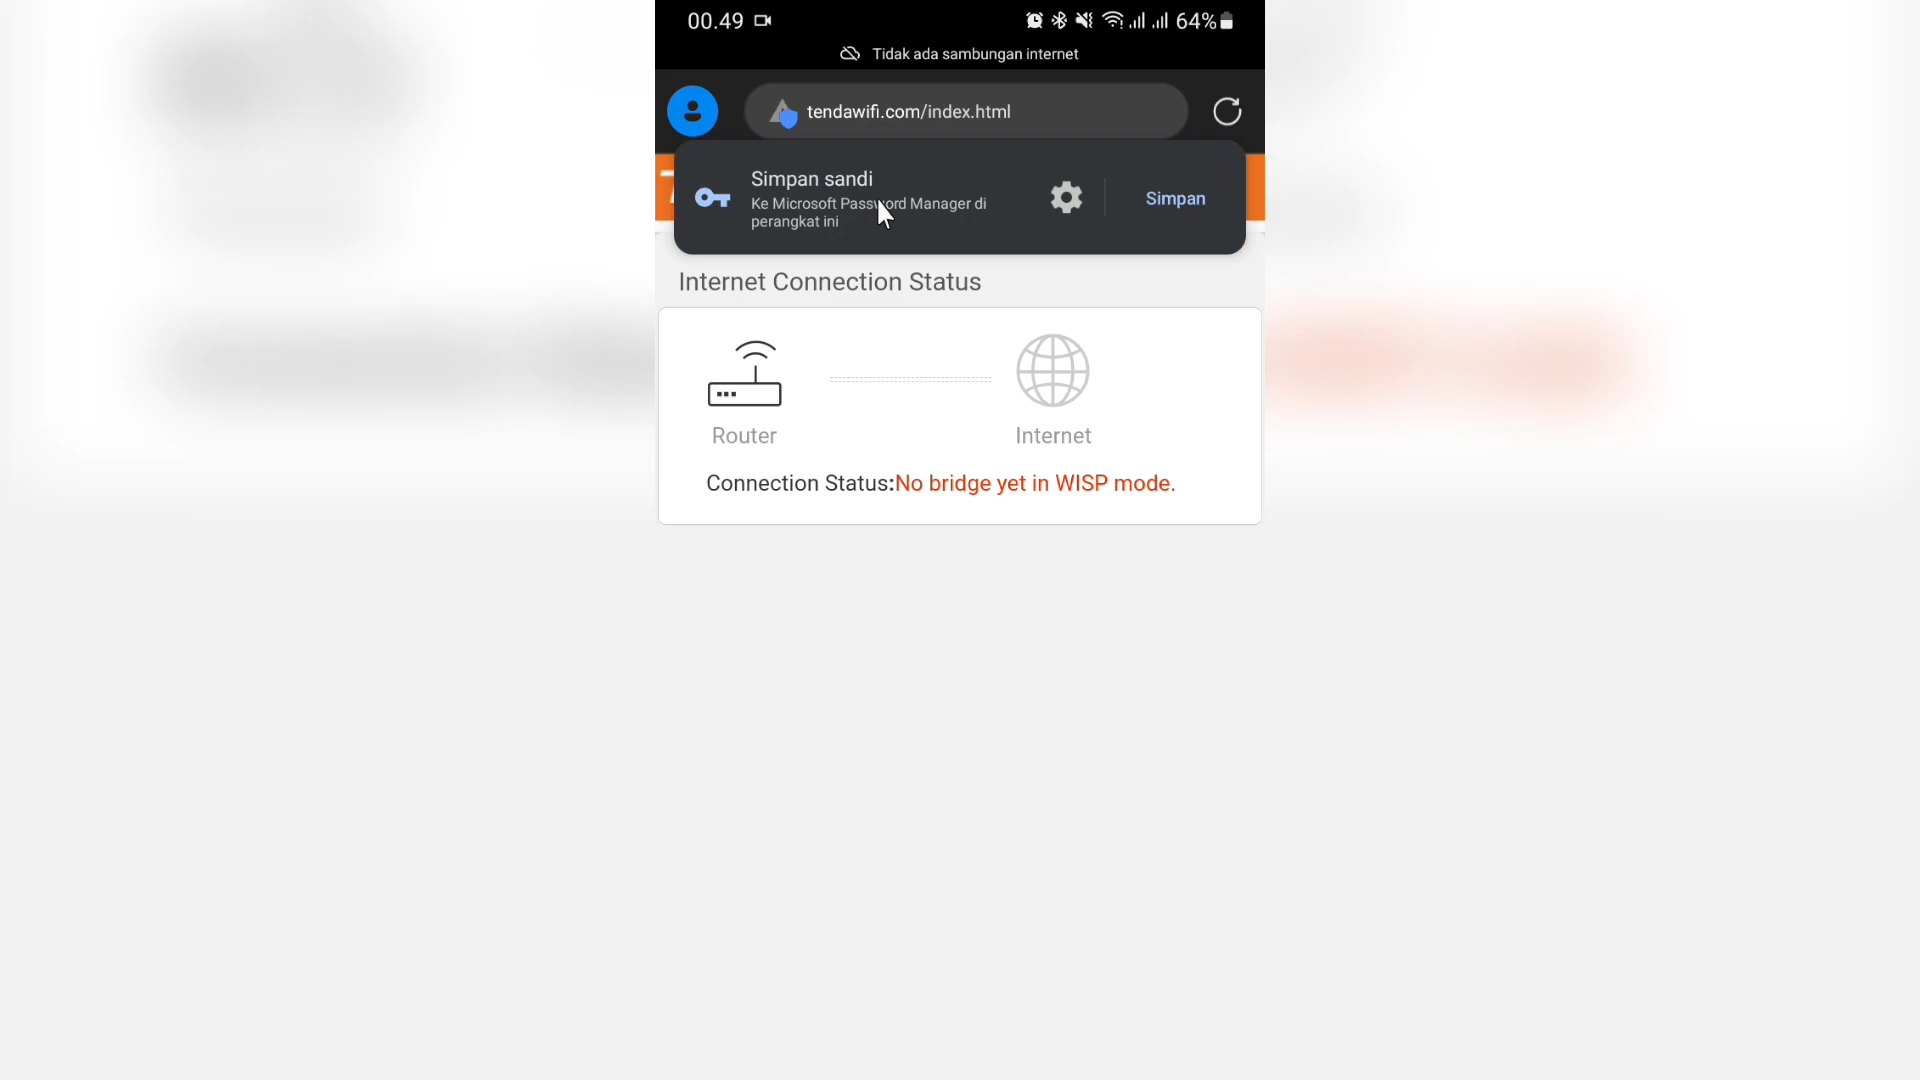 00.49 64%
Tidak ada sambungan internet
tendawifi.com/index.html
Simpan sandi
Ke Microsoft Password Manager di
perangkat ini
Simpan
Internet Connection Status
Router Internet
Connection Status:No bridge yet in WISP mode.